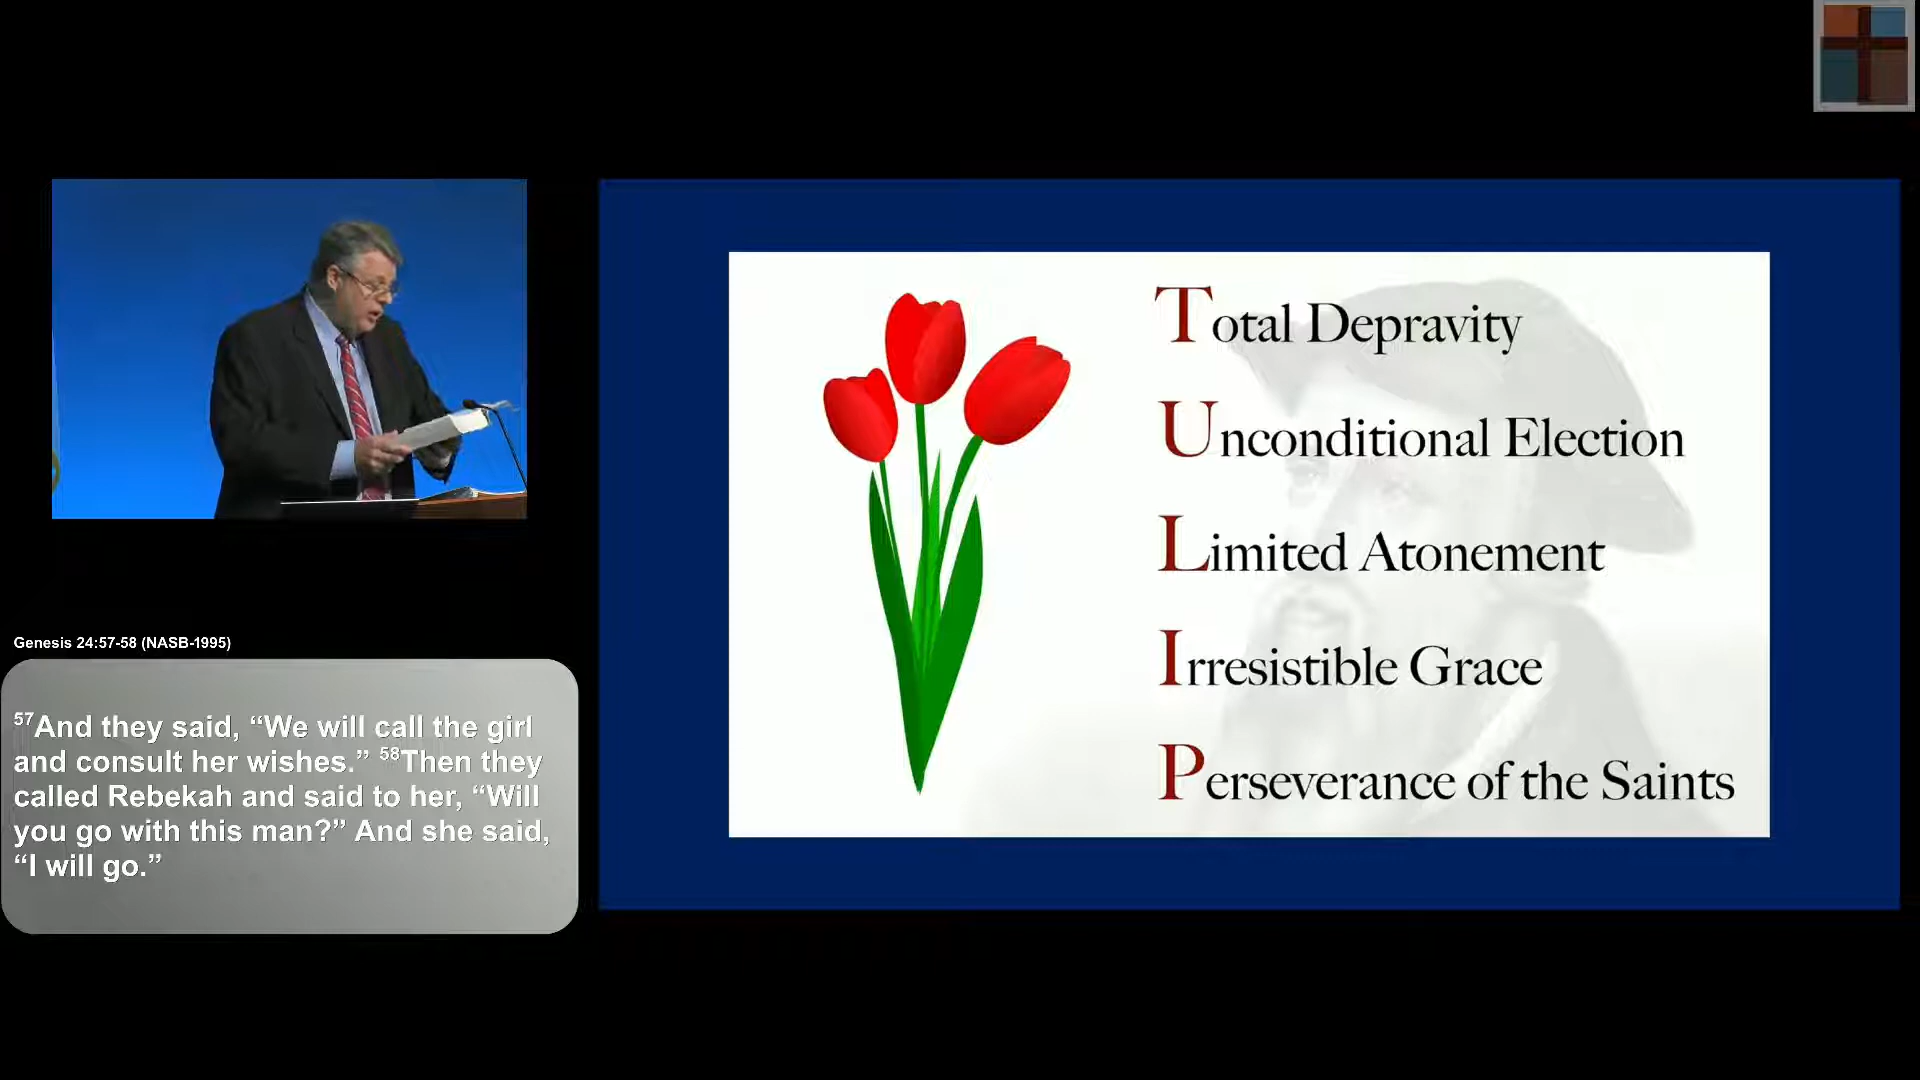 Total Depravity
Unconditional Election
Limited Atonement
Irresistible Grace
Perseverance of the Saints
Genesis 24:57-58 (NASB-1995)
57And they said, “We will call the girl
and consult her wishes.” 58Then they
called Rebekah and said to her, “Will
you go with this man?” And she said,
“I will go.”